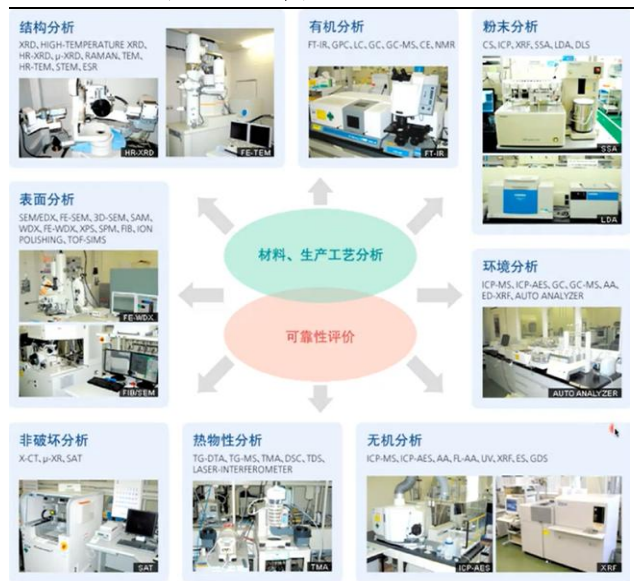 结构分析
XRD、HIGH-TEMPERATURE XRD、
HR-XRD、μ-XRD、RAMAN、TEM、
HR-TEM、STEM、ESR
HR-XRD
FE-TEM
有机分析
FT-IR、GPC、LC、GC、GC-MS、CE、NMR
FT-IR
粉末分析
CS、ICP、XRF、SSA、LDA、DLS
SSA
LDA
表面分析
SEM/EDX、FE-SEM、3D-SEM、SAM、
WDX、FE-WDX、XPS、SPM、FIB、ION
POLISHING、TOF-SIMS
FE-WDX
FIB/SEM
材料、生产工艺分析
可靠性评价
环境分析
ICP-MS、ICP-AES、GC、GC-MS、AA、
ED-XRF、AUTO ANALYZER
AUTO ANALYZER
非破坏分析
X-CT、μ-XR、SAT
SAT
热物性分析
TG-DTA、TG-MS、TMA、DSC、TDS、
LASER-INTERFEROMETER
TMA
无机分析
ICP-MS、ICP-AES、AA、FL-AA、UV、XRF、ES、GDS
ICP-AES
XRF